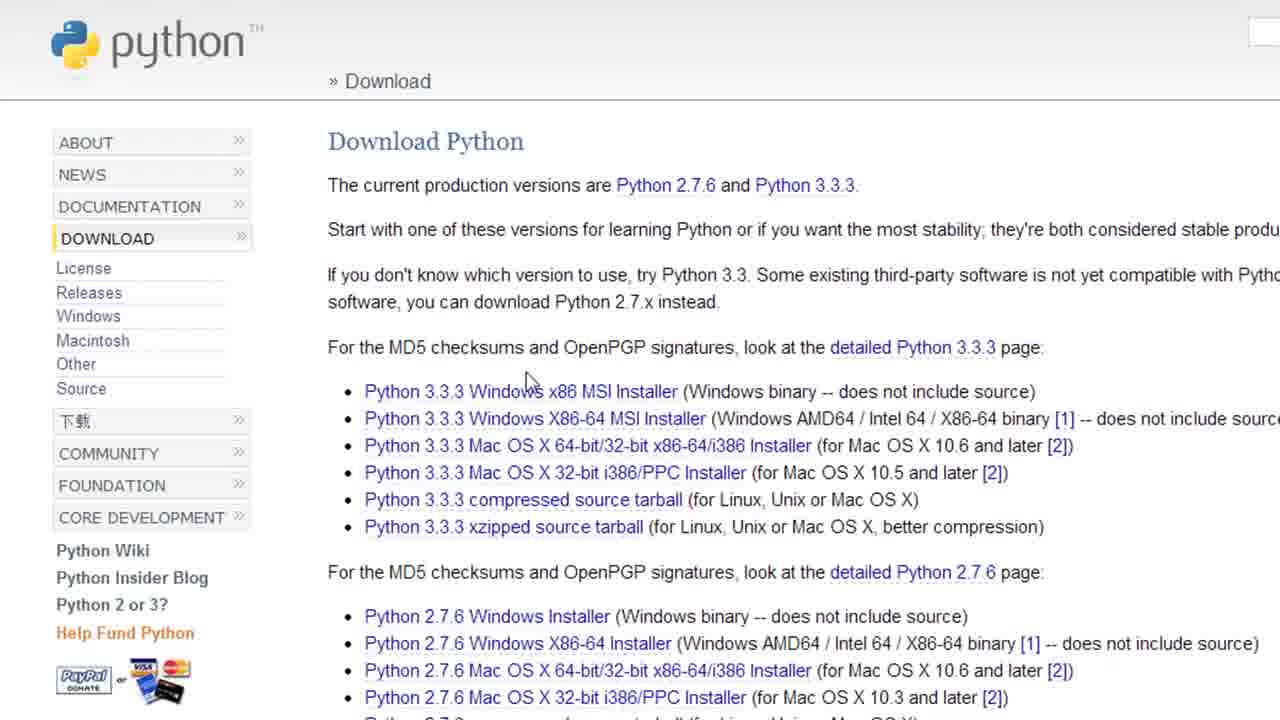 python TM
» Download
ABOUT »
NEWS »
DOCUMENTATION »
DOWNLOAD »
License
Releases
Windows
Macintosh
Other
Source
下载 »
COMMUNITY »
FOUNDATION »
CORE DEVELOPMENT »
Python Wiki
Python Insider Blog
Python 2 or 3?
Help Fund Python
PayPal
DONATE
or
VISA
MasterCard
Download Python
The current production versions are Python 2.7.6 and Python 3.3.3.
Start with one of these versions for learning Python or if you want the most stability; they're both considered stable produ
If you don't know which version to use, try Python 3.3. Some existing third-party software is not yet compatible with Pytho
software, you can download Python 2.7.x instead.
For the MD5 checksums and OpenPGP signatures, look at the detailed Python 3.3.3 page:
• Python 3.3.3 Windows x86 MSI Installer (Windows binary -- does not include source)
• Python 3.3.3 Windows X86-64 MSI Installer (Windows AMD64 / Intel 64 / X86-64 binary [1] -- does not include source
• Python 3.3.3 Mac OS X 64-bit/32-bit x86-64/i386 Installer (for Mac OS X 10.6 and later [2])
• Python 3.3.3 Mac OS X 32-bit i386/PPC Installer (for Mac OS X 10.5 and later [2])
• Python 3.3.3 compressed source tarball (for Linux, Unix or Mac OS X)
• Python 3.3.3 xzipped source tarball (for Linux, Unix or Mac OS X, better compression)
For the MD5 checksums and OpenPGP signatures, look at the detailed Python 2.7.6 page:
• Python 2.7.6 Windows Installer (Windows binary -- does not include source)
• Python 2.7.6 Windows X86-64 Installer (Windows AMD64 / Intel 64 / X86-64 binary [1] -- does not include source)
• Python 2.7.6 Mac OS X 64-bit/32-bit x86-64/i386 Installer (for Mac OS X 10.6 and later [2])
• Python 2.7.6 Mac OS X 32-bit i386/PPC Installer (for Mac OS X 10.3 and later [2])